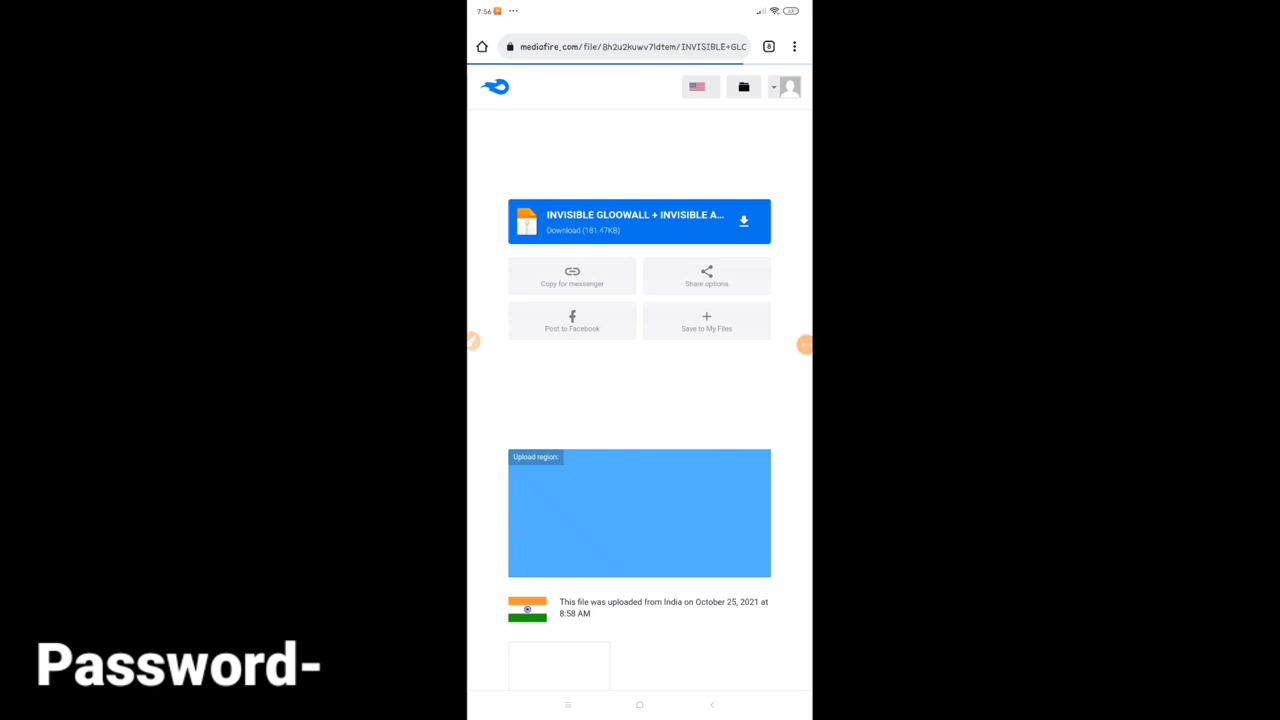 7:56 ...
mediafire.com/file/8h2u2kuwv7ldtem/INVISIBLE+GLC
8
INVISIBLE GLOOWALL + INVISIBLE A...
Download (181.47KB)
Copy for messenger
Share options
Post to Facebook
Save to My Files
Upload region:
This file was uploaded from India on October 25, 2021 at
8:58 AM
Password-